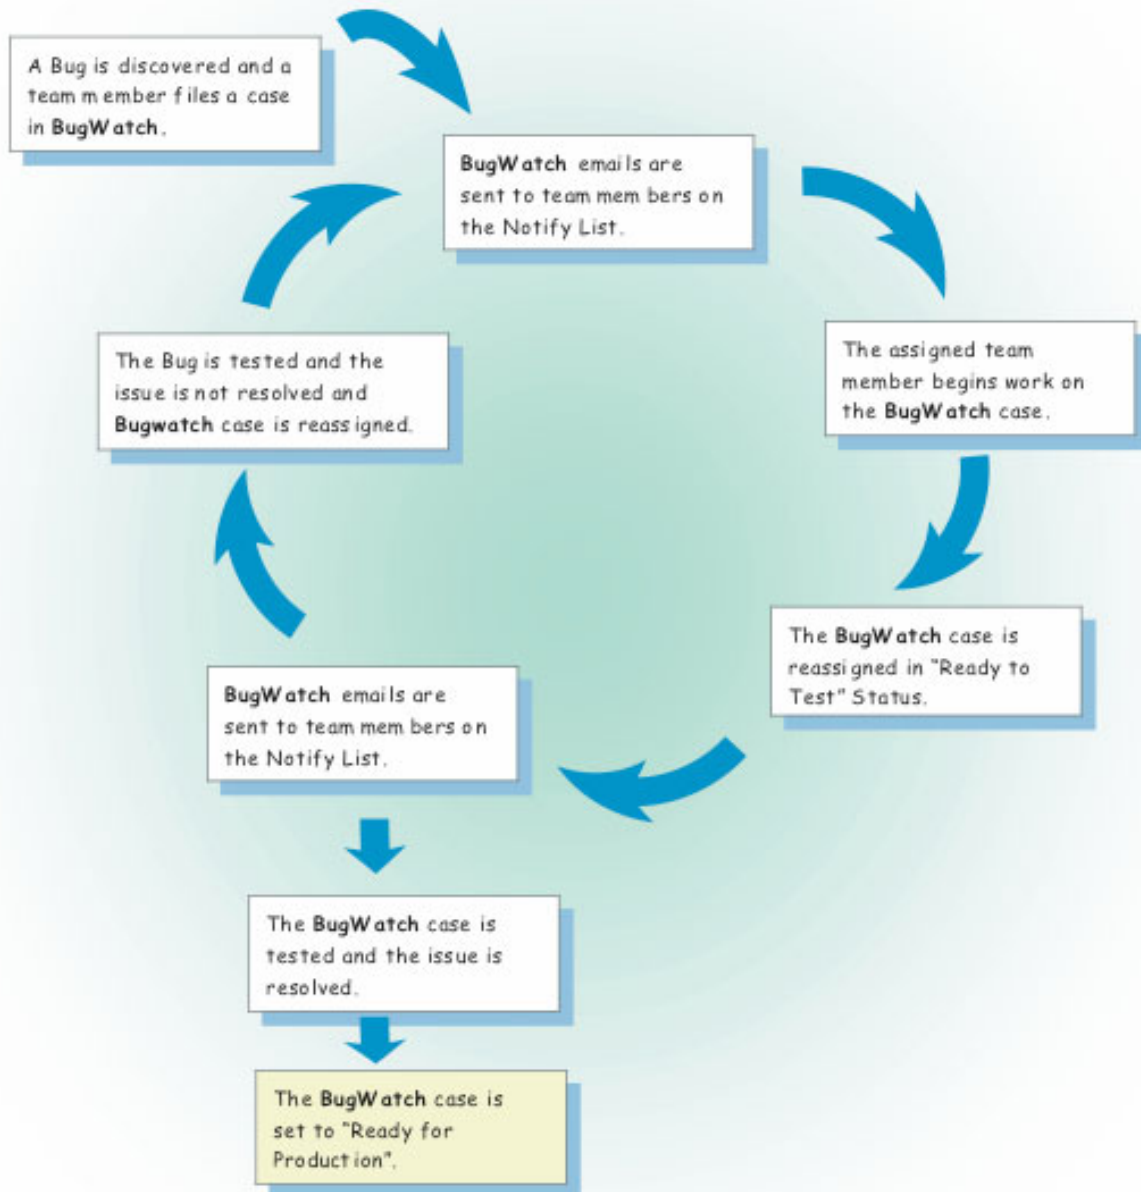 A Bug is discovered and a
team member files a case
in BugWatch.
BugWatch emails are
sent to team members on
the Notify List.
The assigned team
member begins work on
the BugWatch case.
The BugWatch case is
reassigned in “Ready to
Test” Status.
BugWatch emails are
sent to team members on
the Notify List.
The Bug is tested and the
issue is not resolved and
Bugwatch case is reassigned.
The BugWatch case is
tested and the issue is
resolved.
The BugWatch case is
set to “Ready for
Production”.